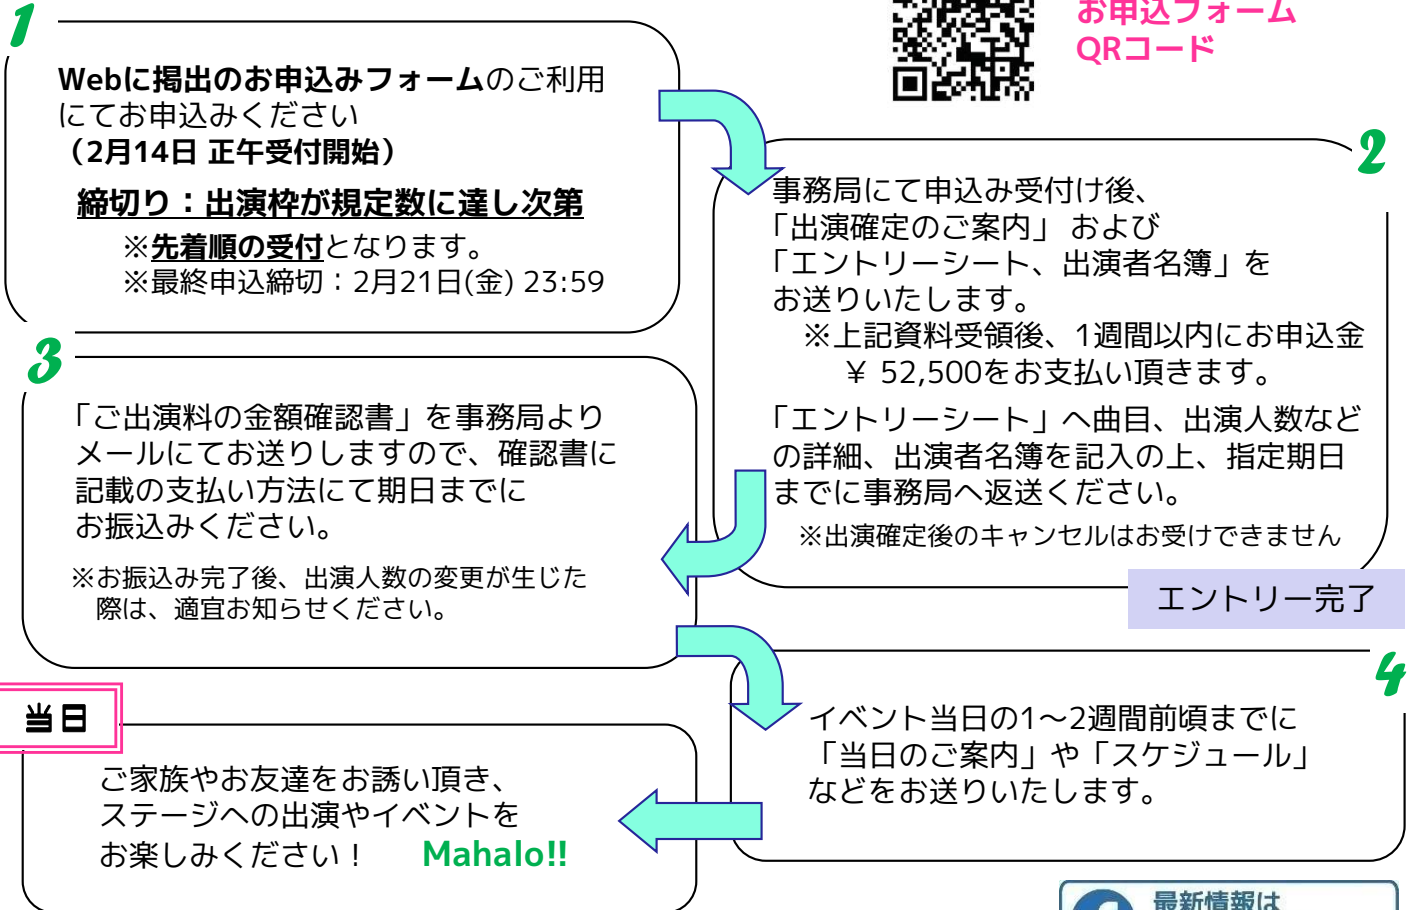 お申込フォーム
QRコード
1
Webに掲出のお申込みフォームのご利用
にてお申込みください
（2月14日 正午受付開始）
締切り：出演枠が規定数に達し次第
※先着順の受付となります。
※最終申込締切：2月21日(金) 23:59
2
事務局にて申込み受付け後、
「出演確定のご案内」 および
「エントリーシート、出演者名簿」を
お送りいたします。
※上記資料受領後、1週間以内にお申込金
￥ 52,500をお支払い頂きます。
「エントリーシート」へ曲目、出演人数など
の詳細、出演者名簿を記入の上、指定期日
までに事務局へ返送ください。
※出演確定後のキャンセルはお受けできません
エントリー完了
3
「ご出演料の金額確認書」を事務局より
メールにてお送りしますので、確認書に
記載の支払い方法にて期日までに
お振込みください。
※お振込み完了後、出演人数の変更が生じた
際は、適宜お知らせください。
4
イベント当日の1～2週間前頃までに
「当日のご案内」や「スケジュール」
などをお送りいたします。
当日
ご家族やお友達をお誘い頂き、
ステージへの出演やイベントを
お楽しみください！ Mahalo!!
最新情報は